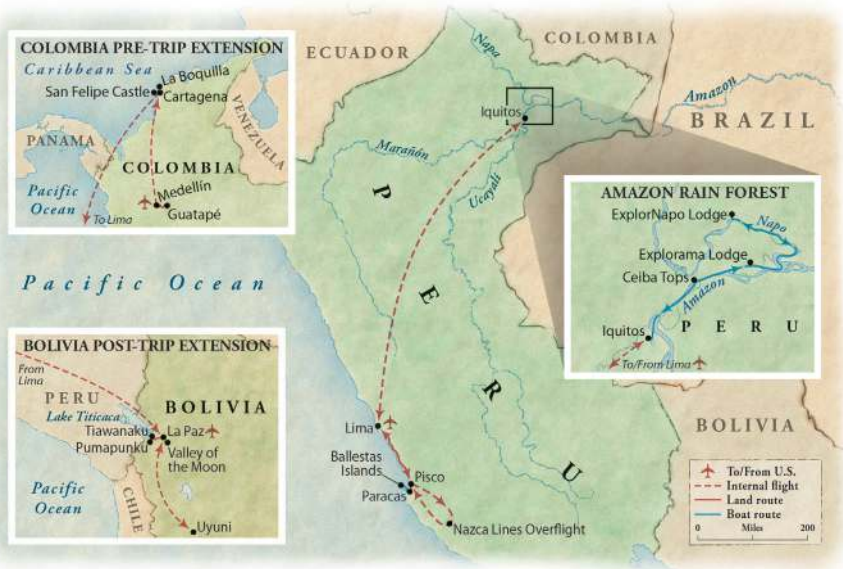 COLOMBIA PRE-TRIP EXTENSION
Caribbean Sea
La Boquilla
San Felipe Castle
Cartagena
PANAMA
VENEZUELA
COLOMBIA
Pacific
Ocean
Medellín
Guatapé
To Lima
ECUADOR
COLOMBIA
Napa
Iquitos
Amazon
BRAZIL
Marañón
Ucayali
PERU
Pacific Ocean
AMAZON RAIN FOREST
ExplorNapo Lodge
Napo
Explorama Lodge
Ceiba Tops
Amazon
Iquitos
PERU
To/From Lima
BOLIVIA POST-TRIP EXTENSION
From
Lima
PERU
BOLIVIA
Lake Titicaca
Tiawanaku
La Paz
Pumapunku
Valley of
the Moon
Pacific
Ocean
CHILE
Uyuni
Lima
Ballestas
Islands
Pisco
Paracas
Nazca Lines Overflight
BOLIVIA
To/From U.S.
Internal flight
Land route
Boat route
0 Miles 200